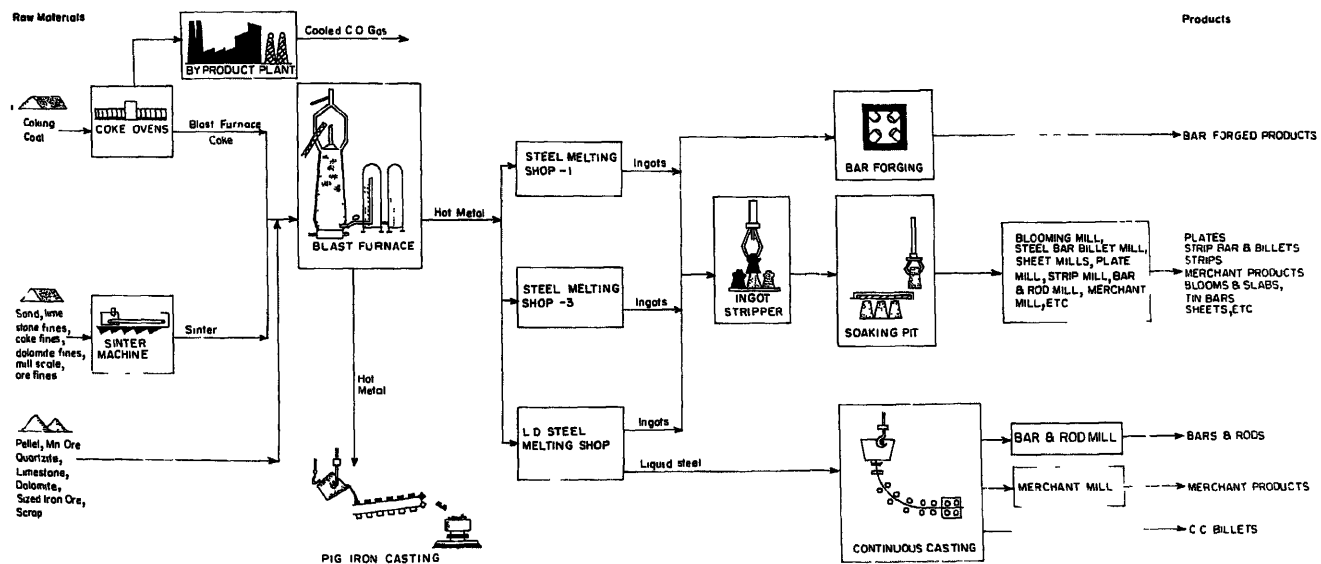 Raw Materials
Products
Cooled C O Gas
BY PRODUCT PLANT
Coking
Coal
COKE OVENS
Blast Furnace
Coke
BLAST FURNACE
Hot Metal
Sand, lime
stone fines,
coke fines,
dolomite fines,
mill scale,
ore fines
SINTER
MACHINE
Sinter
Pellet, Mn Ore
Quartzite,
Limestone,
Dolomite,
Sized Iron Ore,
Scrap
Hot
Metal
PIG IRON CASTING
STEEL MELTING
SHOP -1
Ingots
STEEL MELTING
SHOP -3
Ingots
L D STEEL
MELTING SHOP
Ingots
Liquid steel
INGOT
STRIPPER
BAR FORGING
BAR FORGED PRODUCTS
SOAKING PIT
BLOOMING MILL,
STEEL BAR BILLET MILL,
SHEET MILLS, PLATE
MILL, STRIP MILL, BAR
& ROD MILL, MERCHANT
MILL, ETC
PLATES
STRIP BAR & BILLETS
STRIPS
MERCHANT PRODUCTS
BLOOMS & SLABS,
TIN BARS
SHEETS, ETC
CONTINUOUS CASTING
BAR & ROD MILL
BARS & RODS
MERCHANT MILL
MERCHANT PRODUCTS
C C BILLETS